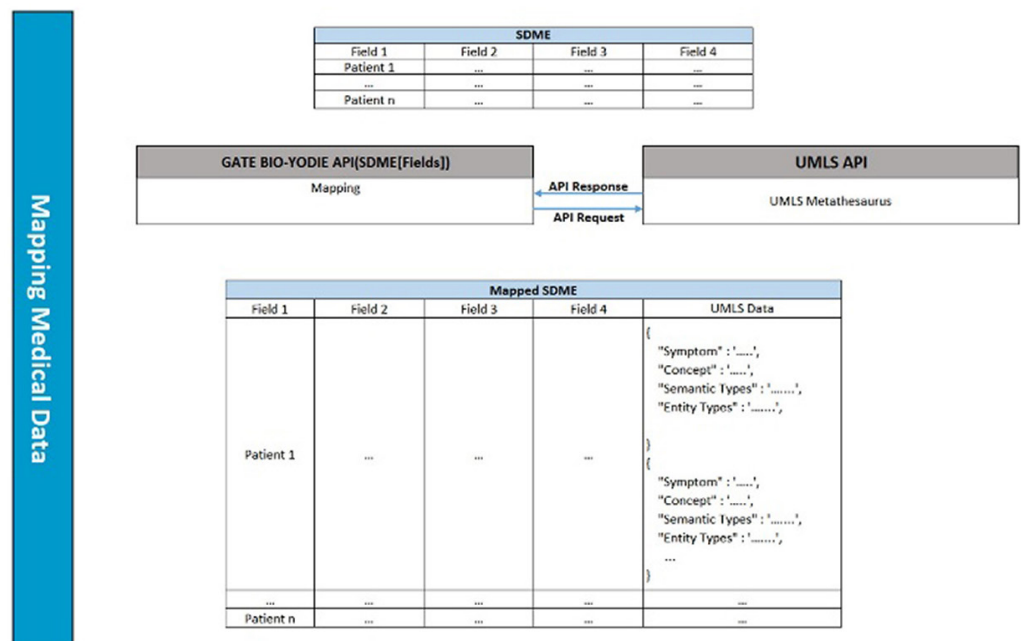 Mapping Medical Data
SDME
Field 1 Field 2 Field 3 Field 4
Patient 1 ... ... ...
... ... ... ...
Patient n ... ... ...
GATE BIO-YODIE API(SDME[Fields])
Mapping
API Response
API Request
UMLS API
UMLS Metathesaurus
Mapped SDME
Field 1 Field 2 Field 3 Field 4 UMLS Data
{
"Symptom" : '.....',
"Concept" : '.....',
"Semantic Types" : '.......',
"Entity Types" : '.......',
}
Patient 1 ... ... ...
{
"Symptom" : '.....',
"Concept" : '.....',
"Semantic Types" : '.......',
"Entity Types" : '.......',
...
}
... ... ... ... ...
Patient n ... ... ... ...